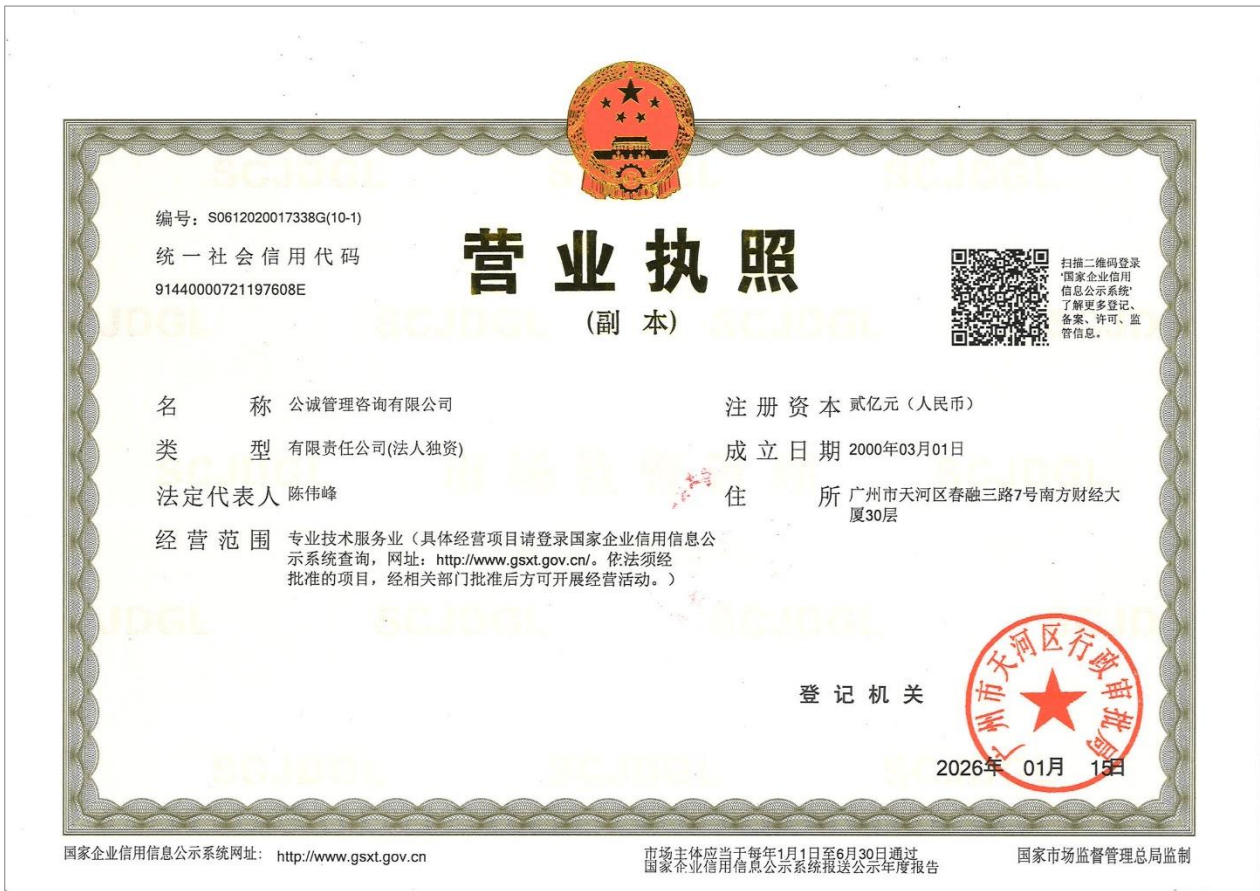 编号：S0612020017338G(10-1)
统一社会信用代码
91440000721197608E
营业执照
(副 本)
扫描二维码登录
‘国家企业信用
信息公示系统’
了解更多登记、
备案、许可、监
管信息。
名 称 公诚管理咨询有限公司
类 型 有限责任公司(法人独资)
法定代表人 陈伟峰
经营范围 专业技术服务业（具体经营项目请登录国家企业信用信息公
示系统查询，网址：http://www.gsxt.gov.cn/。依法须经
批准的项目，经相关部门批准后方可开展经营活动。）
注册资本 贰亿元（人民币）
成立日期 2000年03月01日
住 所 广州市天河区春融三路7号南方财经大
厦30层
登记机关
广州市天河区行政审批局
2026年 01月 15日
国家企业信用信息公示系统网址： http://www.gsxt.gov.cn
市场主体应当于每年1月1日至6月30日通过
国家企业信用信息公示系统报送公示年度报告
国家市场监督管理总局监制